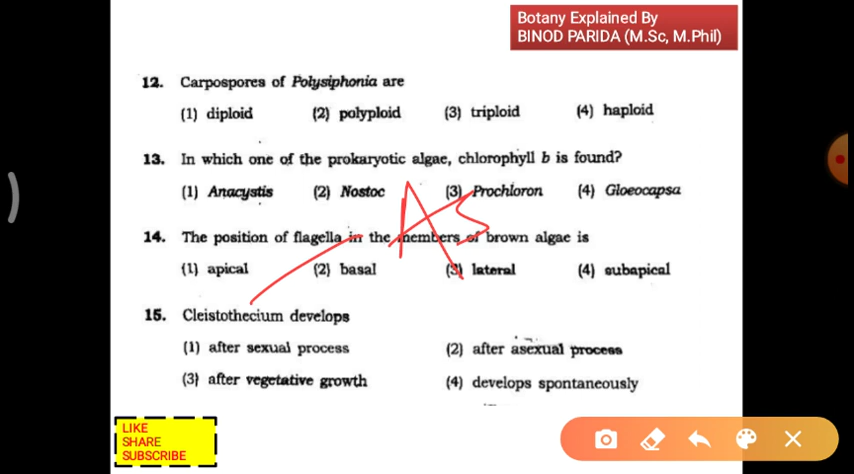 Botany Explained By
BINOD PARIDA (M.Sc, M.Phil)
12. Carpospores of Polysiphonia are
(1) diploid (2) polyploid (3) triploid (4) haploid
13. In which one of the prokaryotic algae, chlorophyll b is found?
(1) Anacystis (2) Nostoc (3) Prochloron (4) Gloeocapsa
14. The position of flagella in the members of brown algae is
(1) apical (2) basal (3) lateral (4) subapical
15. Cleistothecium develops
(1) after sexual process (2) after asexual process
(3) after vegetative growth (4) develops spontaneously
AS
LIKE
SHARE
SUBSCRIBE